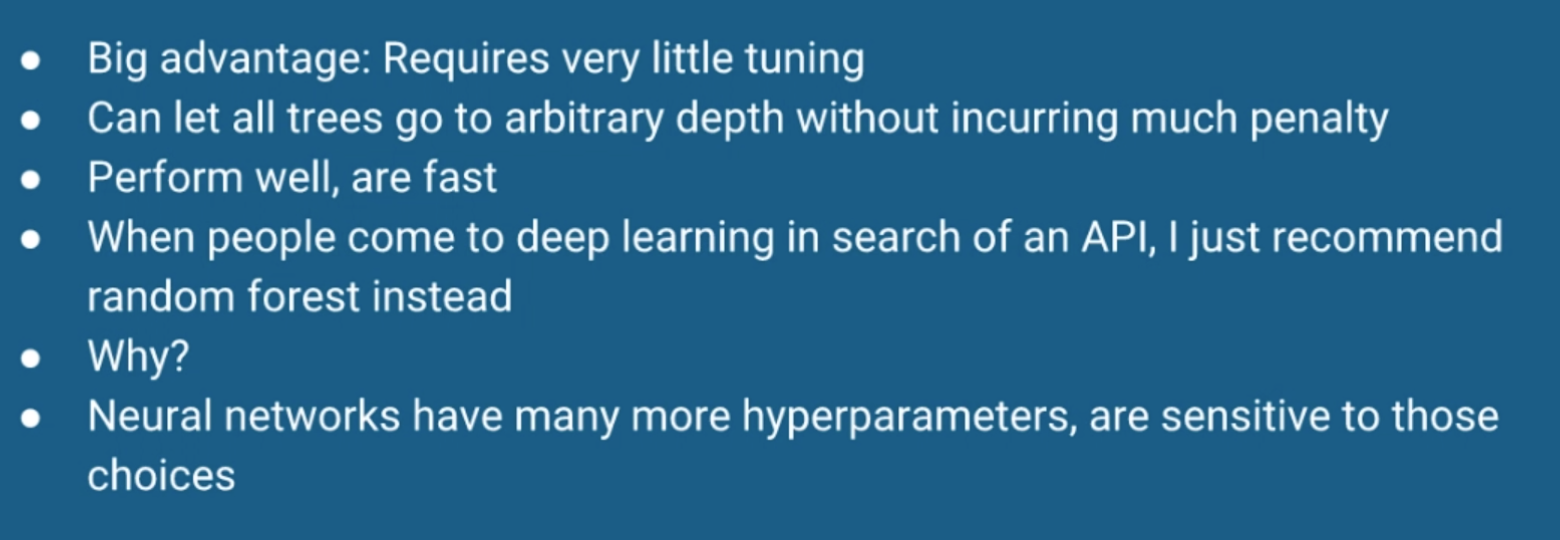 ● Big advantage: Requires very little tuning
● Can let all trees go to arbitrary depth without incurring much penalty
● Perform well, are fast
● When people come to deep learning in search of an API, I just recommend
random forest instead
● Why?
● Neural networks have many more hyperparameters, are sensitive to those
choices